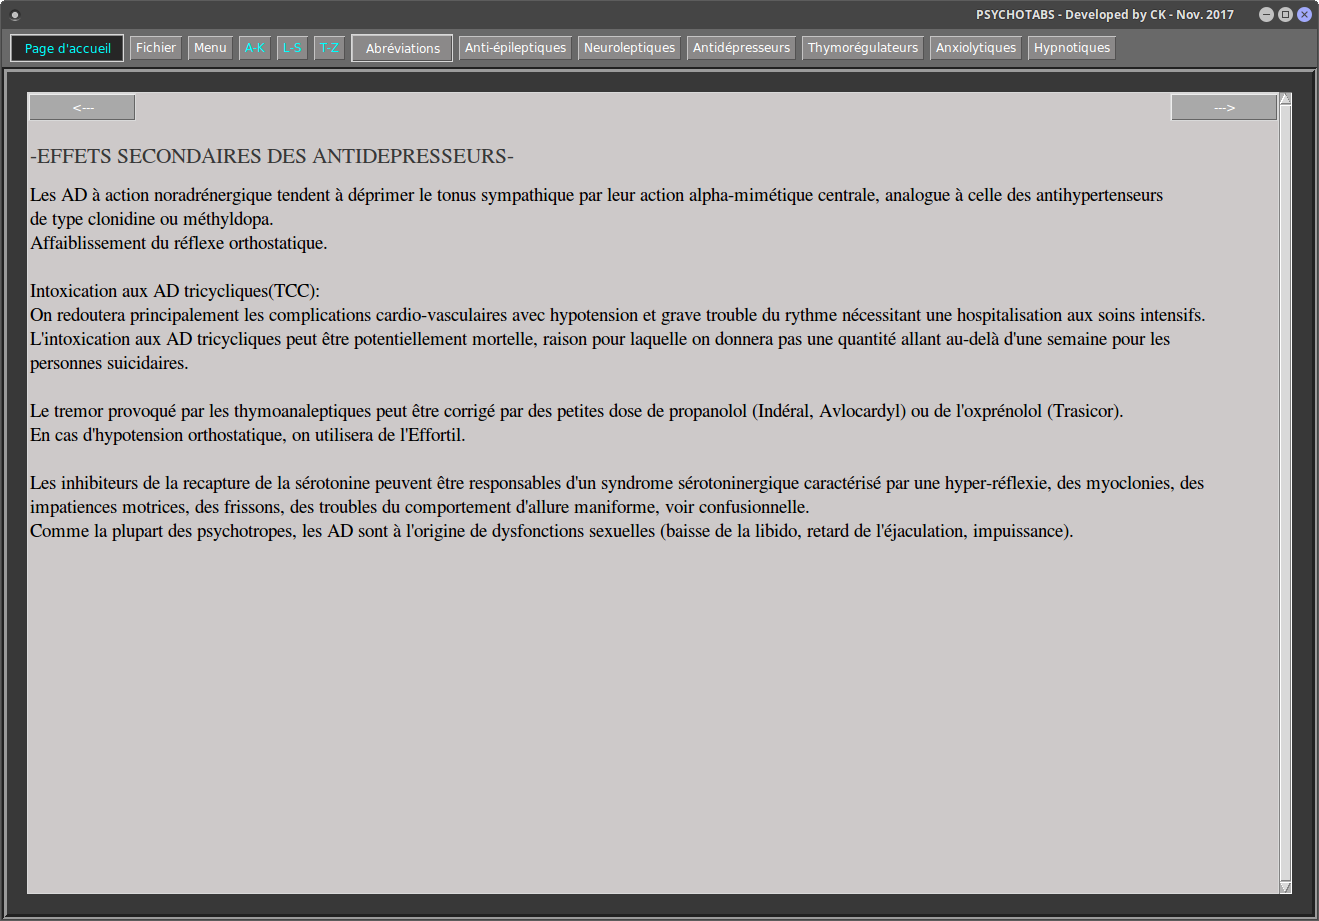 PSYCHOTABS - Developed by CK - Nov. 2017
Page d'accueil Fichier Menu A-K L-S T-Z Abréviations Anti-épileptiques Neuroleptiques Antidépresseurs Thymorégulateurs Anxiolytiques Hypnotiques
<--- --->
-EFFETS SECONDAIRES DES ANTIDEPRESSEURS-
Les AD à action noradrénergique tendent à déprimer le tonus sympathique par leur action alpha-mimétique centrale, analogue à celle des antihypertenseurs
de type clonidine ou méthyldopa.
Affaiblissement du réflexe orthostatique.
Intoxication aux AD tricycliques(TCC):
On redoutera principalement les complications cardio-vasculaires avec hypotension et grave trouble du rythme nécessitant une hospitalisation aux soins intensifs.
L'intoxication aux AD tricycliques peut être potentiellement mortelle, raison pour laquelle on donnera pas une quantité allant au-delà d'une semaine pour les
personnes suicidaires.
Le tremor provoqué par les thymoanaleptiques peut être corrigé par des petites dose de propanolol (Indéral, Avlocardyl) ou de l'oxprénolol (Trasicor).
En cas d'hypotension orthostatique, on utilisera de l'Effortil.
Les inhibiteurs de la recapture de la sérotonine peuvent être responsables d'un syndrome sérotoninergique caractérisé par une hyper-réflexie, des myoclonies, des
impatiences motrices, des frissons, des troubles du comportement d'allure maniforme, voir confusionnelle.
Comme la plupart des psychotropes, les AD sont à l'origine de dysfonctions sexuelles (baisse de la libido, retard de l'éjaculation, impuissance).